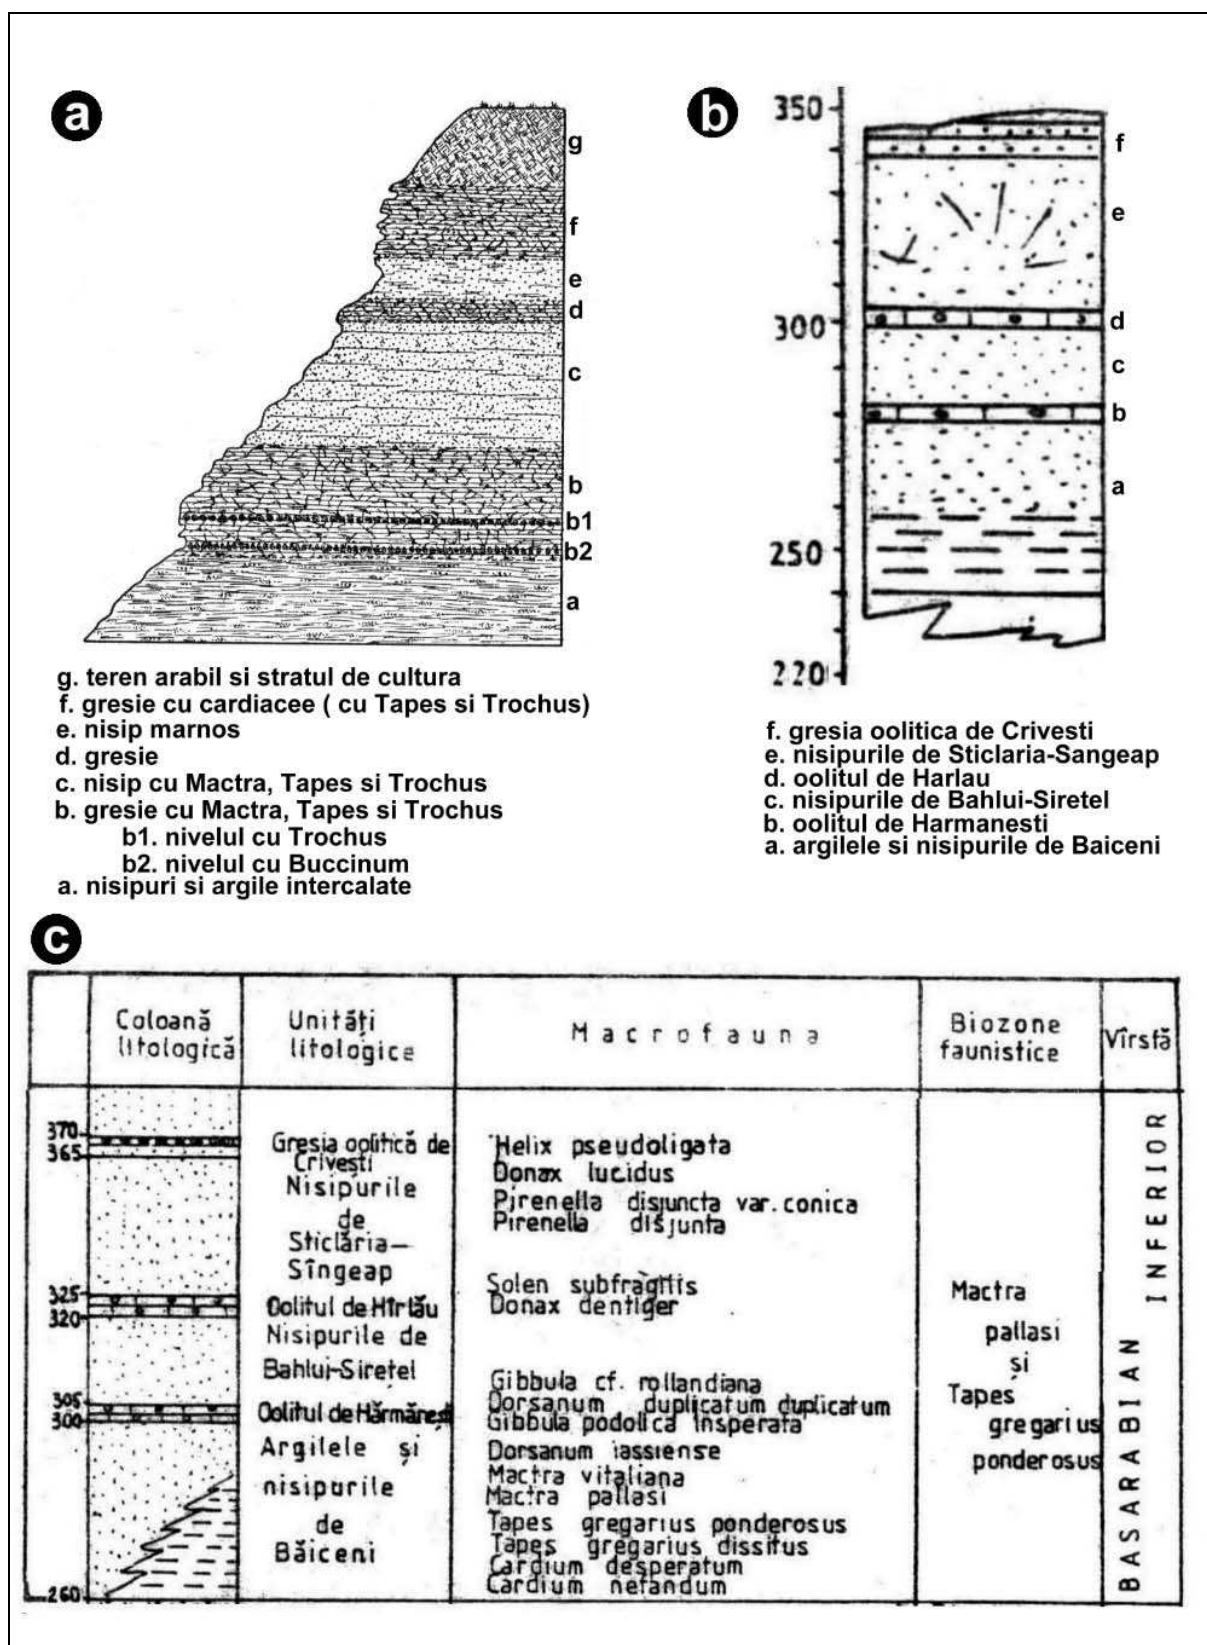 a
g
f
e
d
c
b
b1
b2
a
g. teren arabil si stratul de cultura
f. gresie cu cardiacee ( cu Tapes si Trochus)
e. nisip marnos
d. gresie
c. nisip cu Mactra, Tapes si Trochus
b. gresie cu Mactra, Tapes si Trochus
b1. nivelul cu Trochus
b2. nivelul cu Buccinum
a. nisipuri si argile intercalate
b
350
300
250
220
f
e
d
c
b
a
f. gresia oolitica de Crivesti
e. nisipurile de Sticlaria-Sangeap
d. oolitul de Harlau
c. nisipurile de Bahlui-Siretel
b. oolitul de Harmanesti
a. argilele si nisipurile de Baiceni
c
Coloană
litologică
Unități
litologice
Macrofauna
Biozone
faunistice
Vîrstă
370
365
325
320
305
300
260
Gresia oolitică de
Crivești
Nisipurile
de
Sticlăria—
Sîngeap
Oolitul de Hîrlău
Nisipurile de
Bahlui-Sirețel
Oolitul de Hărmănești
Argilele și
nisipurile
de
Băiceni
Helix pseudoligata
Donax lucidus
Pirenella disjuncta var. conica
Pirenella disjunta
Solen subfragilis
Donax dentiger
Gibbula cf. rollandiana
Dorsanum duplicatum duplicatum
Gibbula podolica insperata
Dorsanum iassiense
Mactra vitaliana
Mactra pallasi
Tapes gregarius ponderosus
Tapes gregarius dissitus
Cardium desperatum
Cardium nefandum
Mactra
pallasi
și
Tapes
gregarius
ponderosus
BASARABIAN INFERIOR